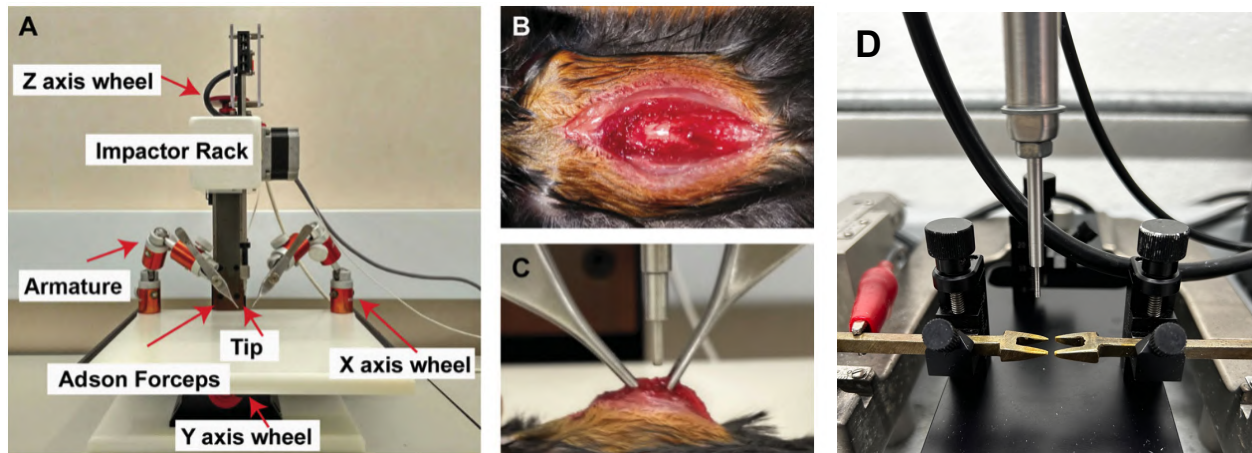 A
Z axis wheel
Impactor Rack
Armature
Tip
Adson Forceps
X axis wheel
Y axis wheel
B
C
D